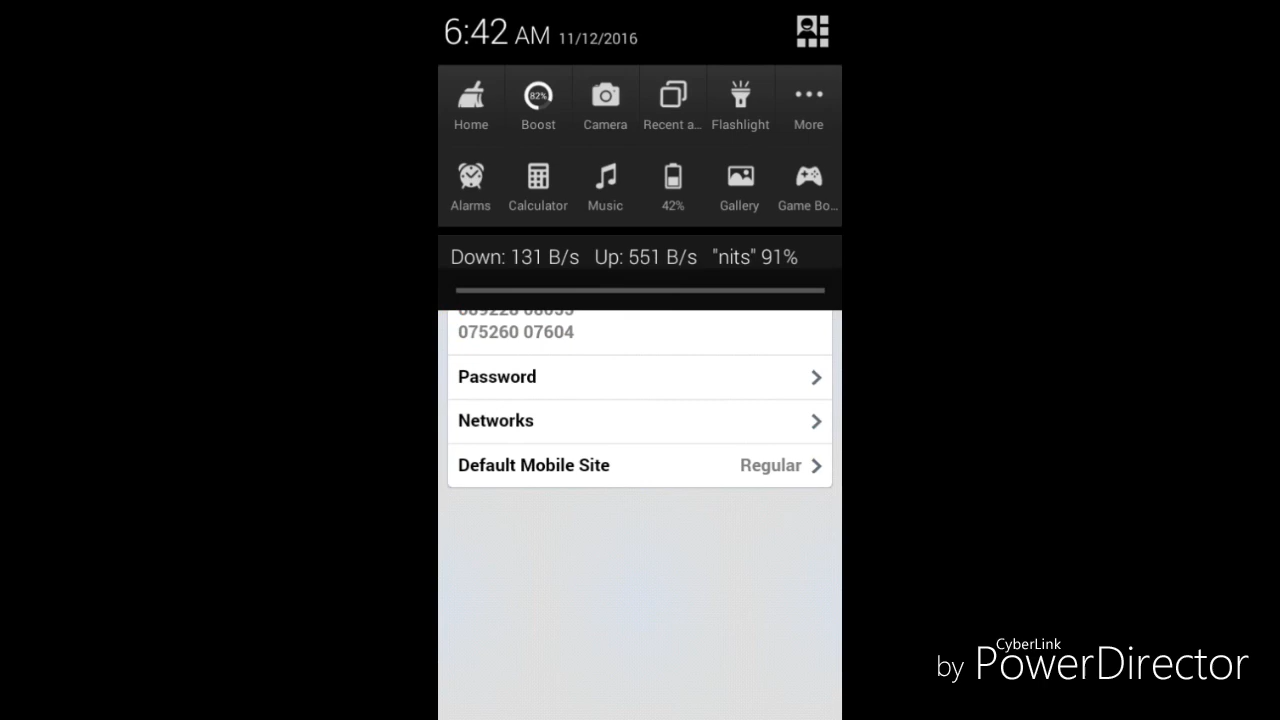 6:42 AM 11/12/2016
82%
Home Boost Camera Recent a... Flashlight More
Alarms Calculator Music 42% Gallery Game Bo...
Down: 131 B/s Up: 551 B/s "nits" 91%
075260 07604
Password
Networks
Default Mobile Site Regular
CyberLink
by PowerDirector